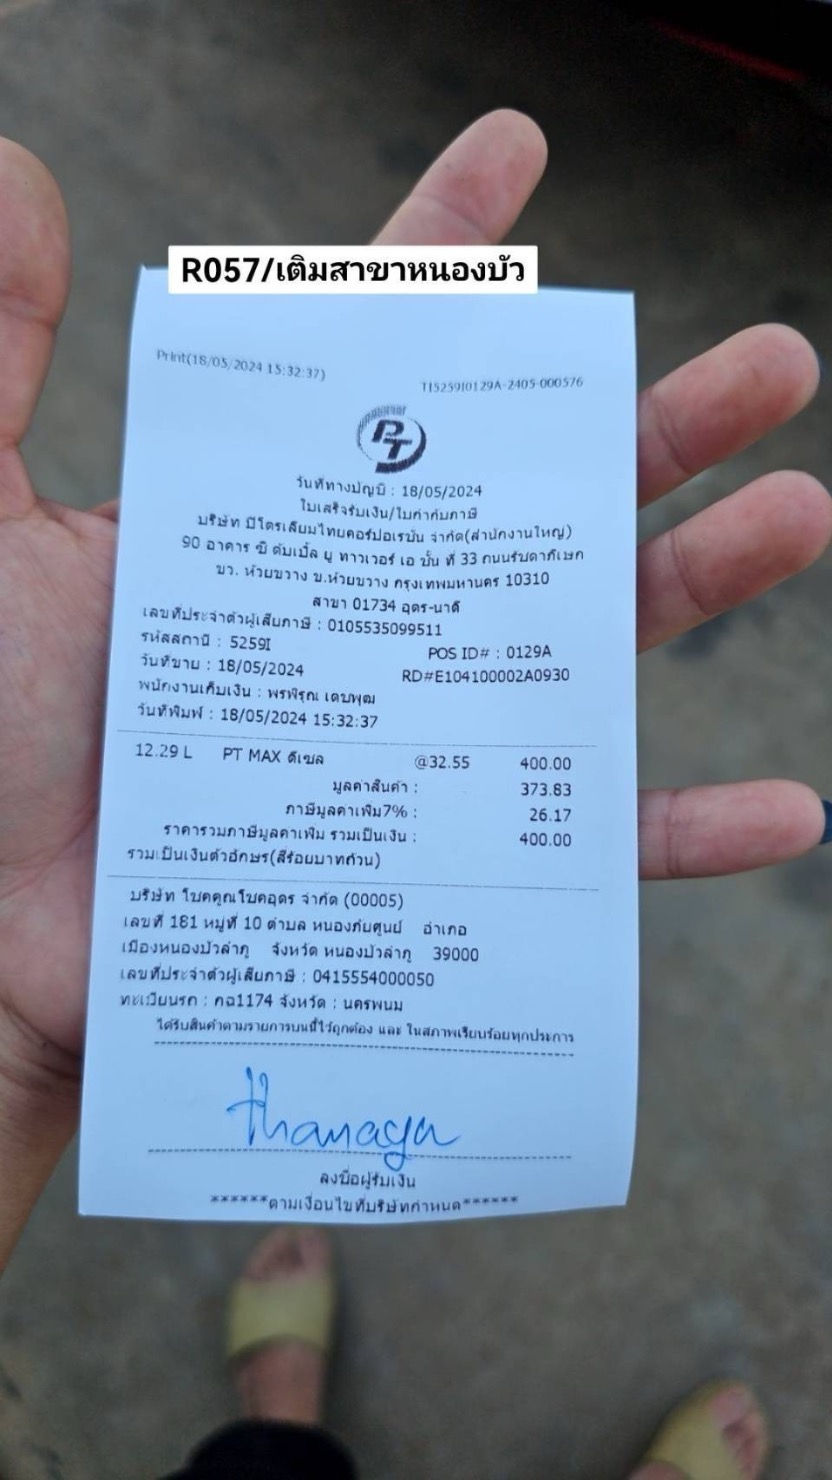 R057/เติมสาขาหนองบัว
Print(18/05/2024 15:32:37)
TI5259I0129A-2405-000576
PT
วันที่ทางบัญชี : 18/05/2024
ใบเสร็จรับเงิน/ใบกำกับภาษี
บริษัท ปิโตรเลียมไทยคอร์ปอเรชั่น จำกัด(สำนักงานใหญ่)
90 อาคาร ซี ดับเบิ้ล ยู ทาวเวอร์ เอ ชั้น ที่ 33 ถนนรัชดาภิเษก
ขว. ห้วยขวาง ข.ห้วยขวาง กรุงเทพมหานคร 10310
สาขา 01734 อุดร-นาดี
เลขที่ประจำตัวผู้เสียภาษี : 0105535099511
รหัสสถานี : 5259I POS ID# : 0129A
วันที่ขาย : 18/05/2024 RD#E104100002A0930
พนักงานเก็บเงิน : พรพิรุณ เดบพุฒ
วันที่พิมพ์ : 18/05/2024 15:32:37
12.29 L PT MAX ดีเซล @32.55 400.00
มูลค่าสินค้า : 373.83
ภาษีมูลค่าเพิ่ม7% : 26.17
ราคารวมภาษีมูลค่าเพิ่ม รวมเป็นเงิน : 400.00
รวมเป็นเงินตัวอักษร(สี่ร้อยบาทถ้วน)
บริษัท โชคคูณโชคอุดร จำกัด (00005)
เลขที่ 181 หมู่ที่ 10 ตำบล หนองภัยศูนย์ อำเภอ
เมืองหนองบัวลำภู จังหวัด หนองบัวลำภู 39000
เลขที่ประจำตัวผู้เสียภาษี : 0415554000050
ทะเบียนรถ : กฉ1174 จังหวัด : นครพนม
ได้รับสินค้าตามรายการบนนี้ไว้ถูกต้อง และ ในสภาพเรียบร้อยทุกประการ
thanaya
ลงชื่อผู้รับเงิน
******ตามเงื่อนไขที่บริษัทกำหนด******